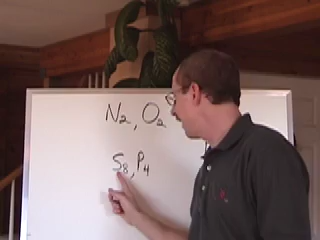 N₂, O₂
S₈, P₄